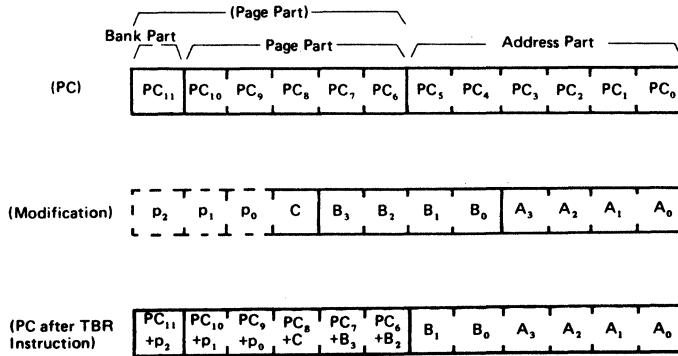 (Page Part)
Bank Part
Page Part
Address Part
(PC)
PC₁₁ PC₁₀ PC₉ PC₈ PC₇ PC₆ PC₅ PC₄ PC₃ PC₂ PC₁ PC₀
(Modification)
p₂ p₁ p₀ C B₃ B₂ B₁ B₀ A₃ A₂ A₁ A₀
(PC after TBR
Instruction)
PC₁₁ PC₁₀ PC₉ PC₈ PC₇ PC₆
+p₂ +p₁ +p₀ +C +B₃ +B₂ B₁ B₀ A₃ A₂ A₁ A₀